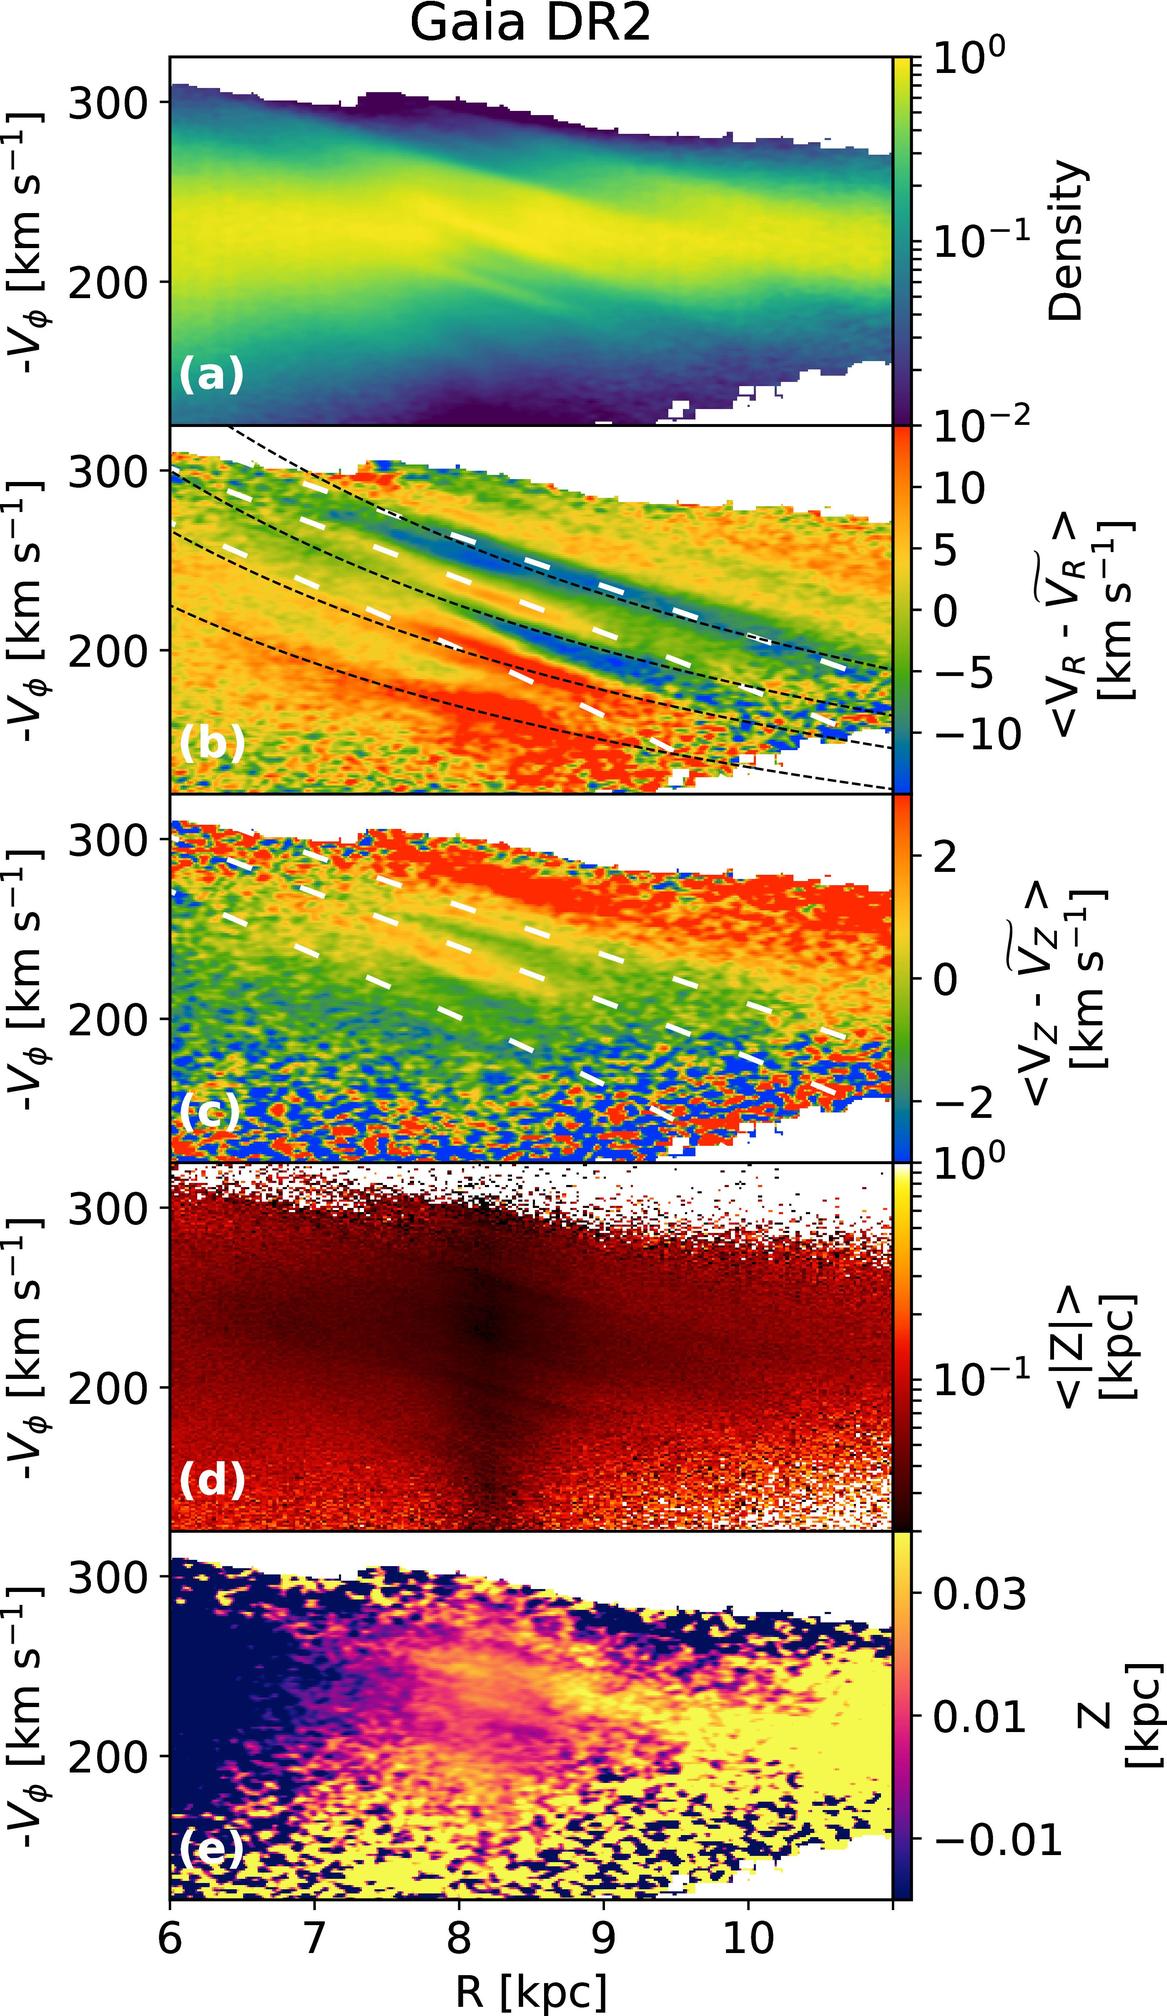 Gaia DR2
300
200
-Vϕ [km s⁻¹]
(a)
10⁰
10⁻¹
10⁻²
Density
300
200
-Vϕ [km s⁻¹]
(b)
10
5
0
−5
−10
<V_R - Ṽ_R>
[km s⁻¹]
300
200
-Vϕ [km s⁻¹]
(c)
2
0
−2
<V_Z - Ṽ_Z>
[km s⁻¹]
300
200
-Vϕ [km s⁻¹]
(d)
10⁰
10⁻¹
<|Z|>
[kpc]
300
200
-Vϕ [km s⁻¹]
(e)
0.03
0.01
−0.01
Z
[kpc]
6 7 8 9 10
R [kpc]